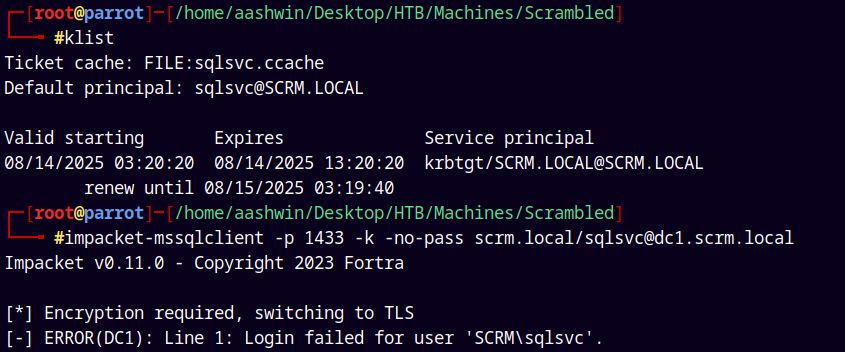 ┌─[root@parrot]─[/home/aashwin/Desktop/HTB/Machines/Scrambled]
└──╼ #klist
Ticket cache: FILE:sqlsvc.ccache
Default principal: sqlsvc@SCRM.LOCAL
Valid starting       Expires              Service principal
08/14/2025 03:20:20  08/14/2025 13:20:20  krbtgt/SCRM.LOCAL@SCRM.LOCAL
        renew until 08/15/2025 03:19:40
┌─[root@parrot]─[/home/aashwin/Desktop/HTB/Machines/Scrambled]
└──╼ #impacket-mssqlclient -p 1433 -k -no-pass scrm.local/sqlsvc@dc1.scrm.local
Impacket v0.11.0 - Copyright 2023 Fortra
[*] Encryption required, switching to TLS
[-] ERROR(DC1): Line 1: Login failed for user 'SCRM\sqlsvc'.